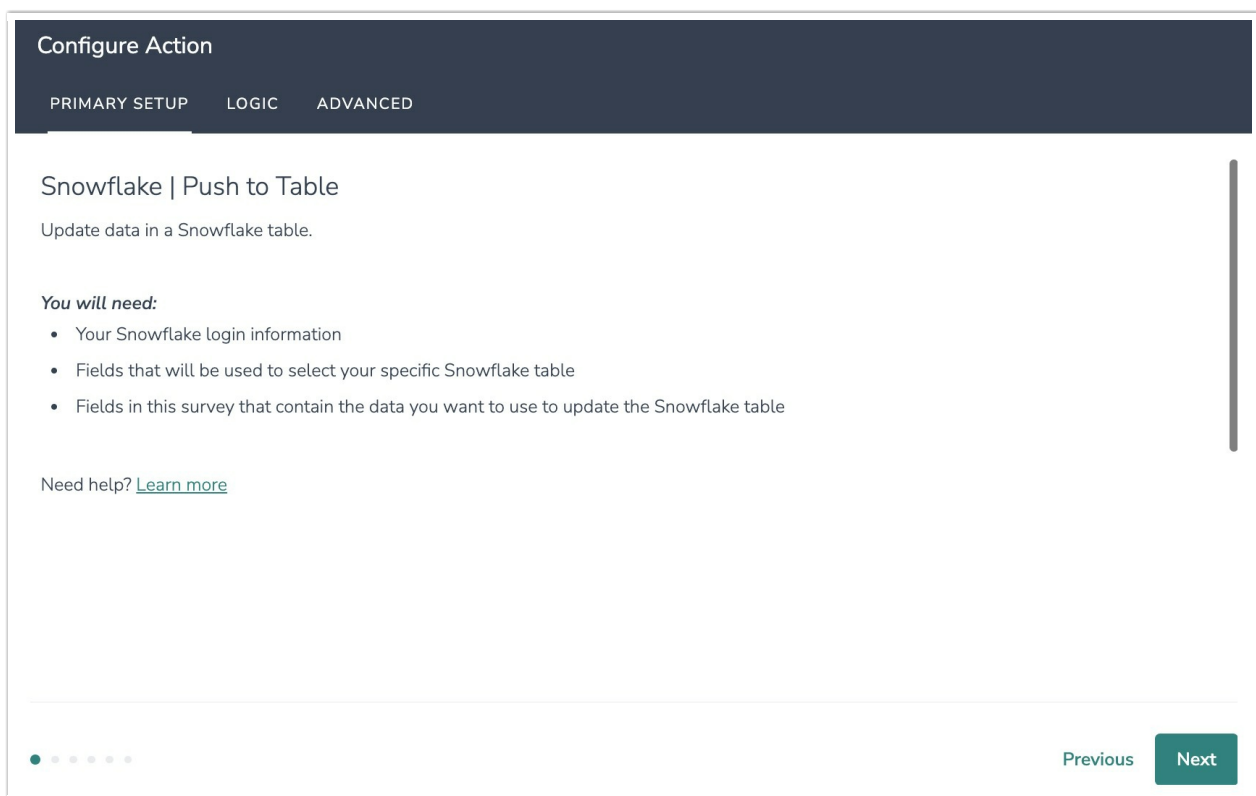 Configure Action
PRIMARY SETUP LOGIC ADVANCED
Snowflake | Push to Table
Update data in a Snowflake table.
You will need:
• Your Snowflake login information
• Fields that will be used to select your specific Snowflake table
• Fields in this survey that contain the data you want to use to update the Snowflake table
Need help? Learn more
Previous Next